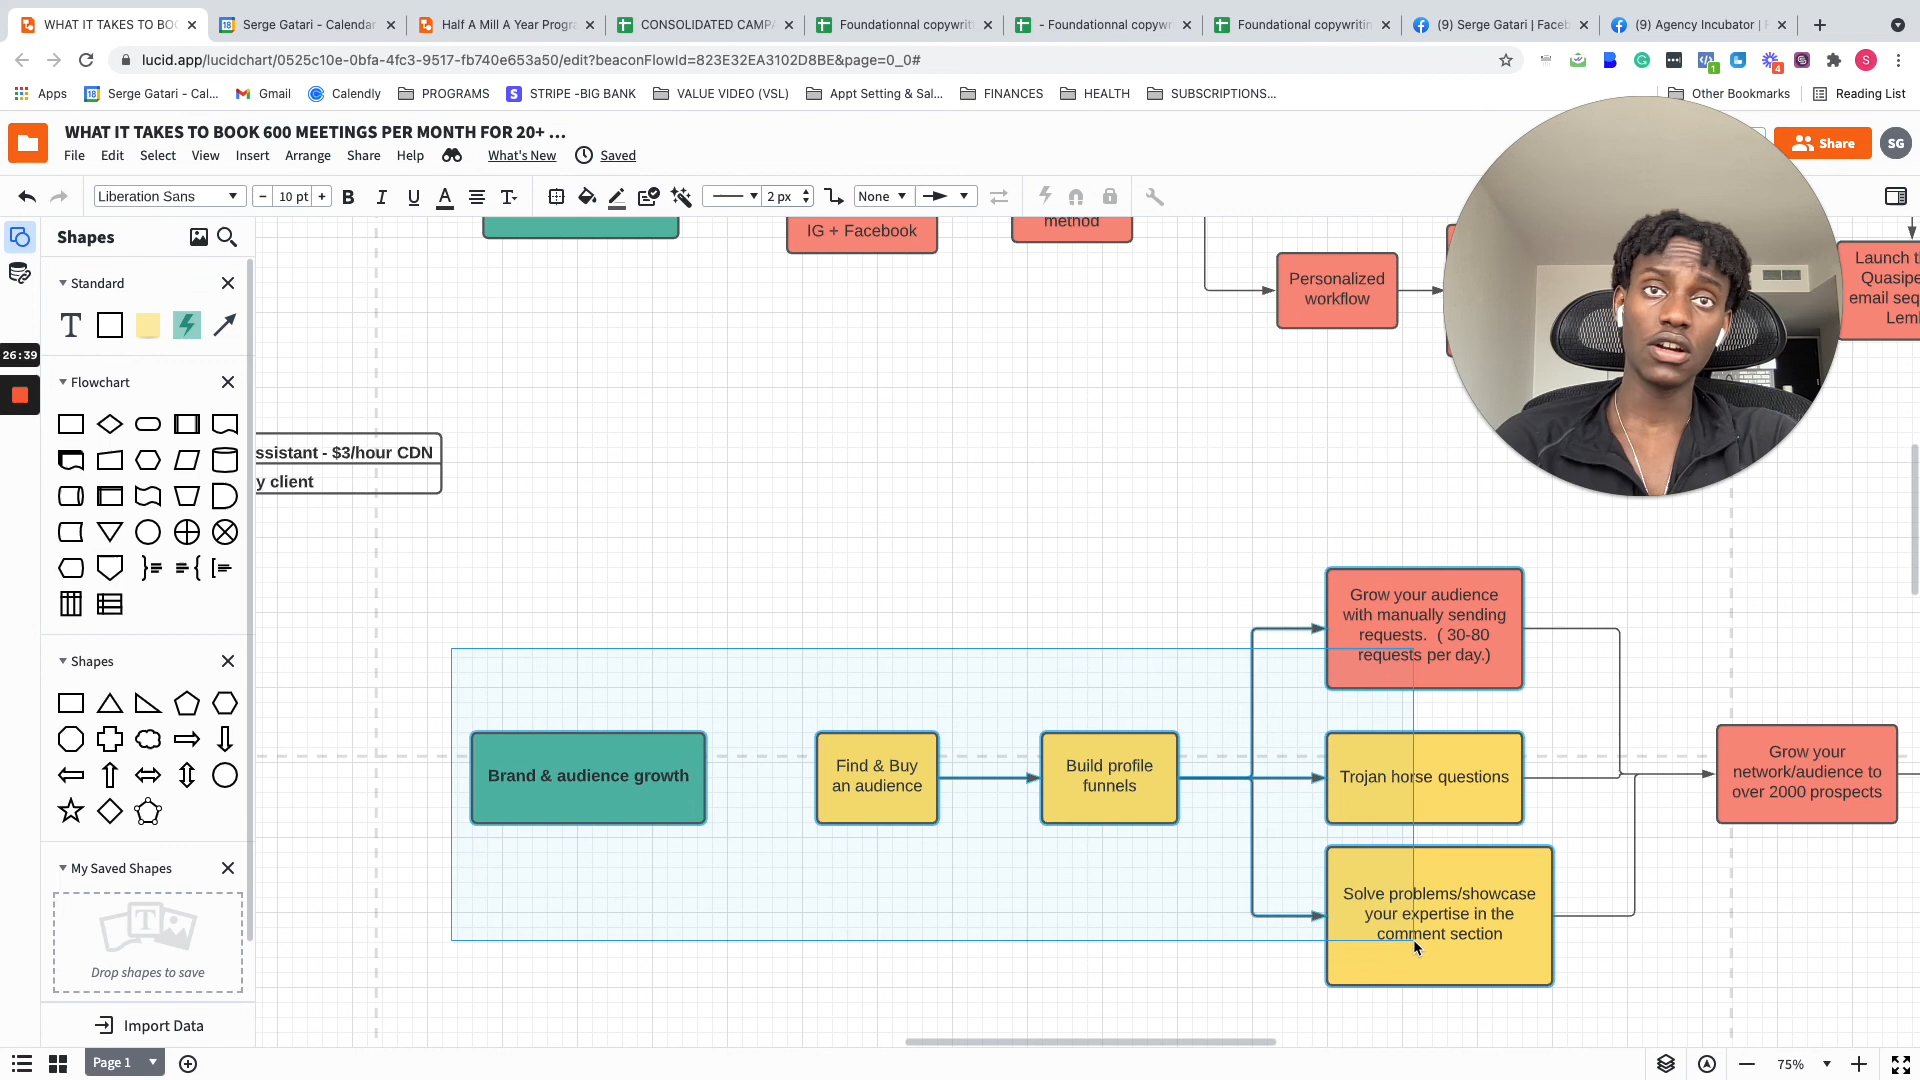 WHAT IT TAKES TO BOO
Serge Gatari - Calendar
Half A Mill A Year Progr
CONSOLIDATED CAMP
Foundationnal copywrit
- Foundationnal copywr
Foundational copywritin
(9) Serge Gatari | Faceb
(9) Agency Incubator | F
lucid.app/lucidchart/0525c10e-0bfa-4fc3-9517-fb740e653a50/edit?beaconFlowId=823E32EA3102D8BE&page=0_0#
Apps
Serge Gatari - Cal...
Gmail
Calendly
PROGRAMS
STRIPE -BIG BANK
VALUE VIDEO (VSL)
Appt Setting & Sal...
FINANCES
HEALTH
SUBSCRIPTIONS...
Other Bookmarks
Reading List
WHAT IT TAKES TO BOOK 600 MEETINGS PER MONTH FOR 20+ ...
File
Edit
Select
View
Insert
Arrange
Share
Help
What's New
Saved
Share
SG
Liberation Sans
10 pt
2 px
None
Shapes
Standard
26:39
Flowchart
Shapes
My Saved Shapes
Drop shapes to save
Import Data
Page 1
75%
IG + Facebook
method
Personalized
workflow
Launch t
Quasipe
email seq
Leml
ssistant - $3/hour CDN
y client
Grow your audience
with manually sending
requests. ( 30-80
requests per day.)
Brand & audience growth
Find & Buy
an audience
Build profile
funnels
Trojan horse questions
Solve problems/showcase
your expertise in the
comment section
Grow your
network/audience to
over 2000 prospects